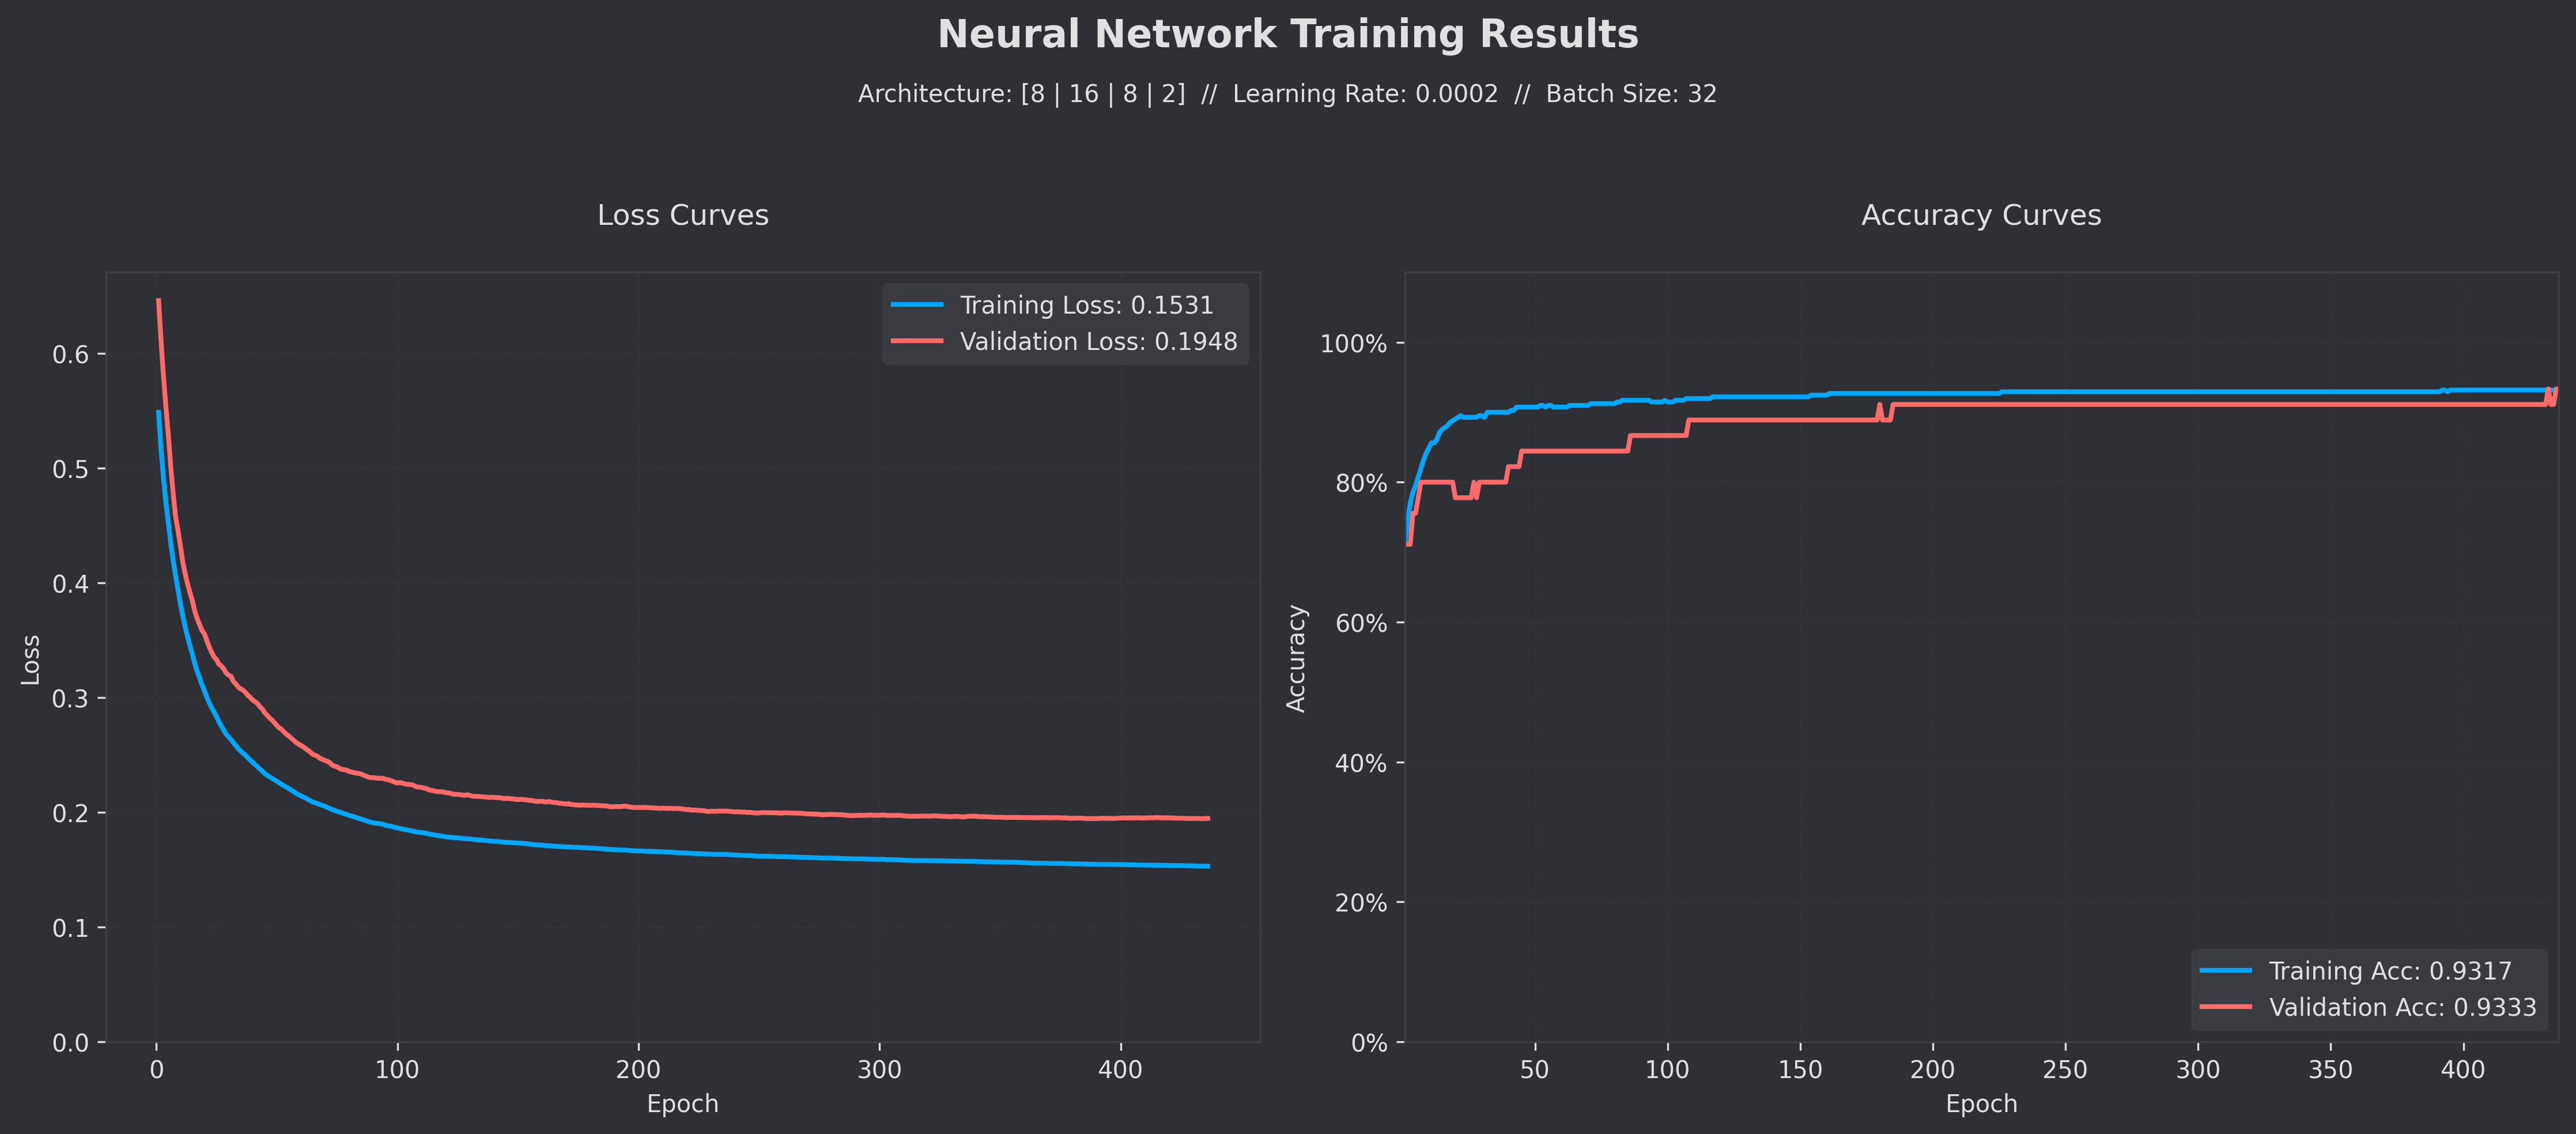 Neural Network Training Results
Architecture: [8 | 16 | 8 | 2]  //  Learning Rate: 0.0002  //  Batch Size: 32
Loss Curves
Training Loss: 0.1531
Validation Loss: 0.1948
Loss
0.6
0.5
0.4
0.3
0.2
0.1
0.0
0
100
200
300
400
Epoch
Accuracy Curves
Accuracy
100%
80%
60%
40%
20%
0%
Training Acc: 0.9317
Validation Acc: 0.9333
50
100
150
200
250
300
350
400
Epoch